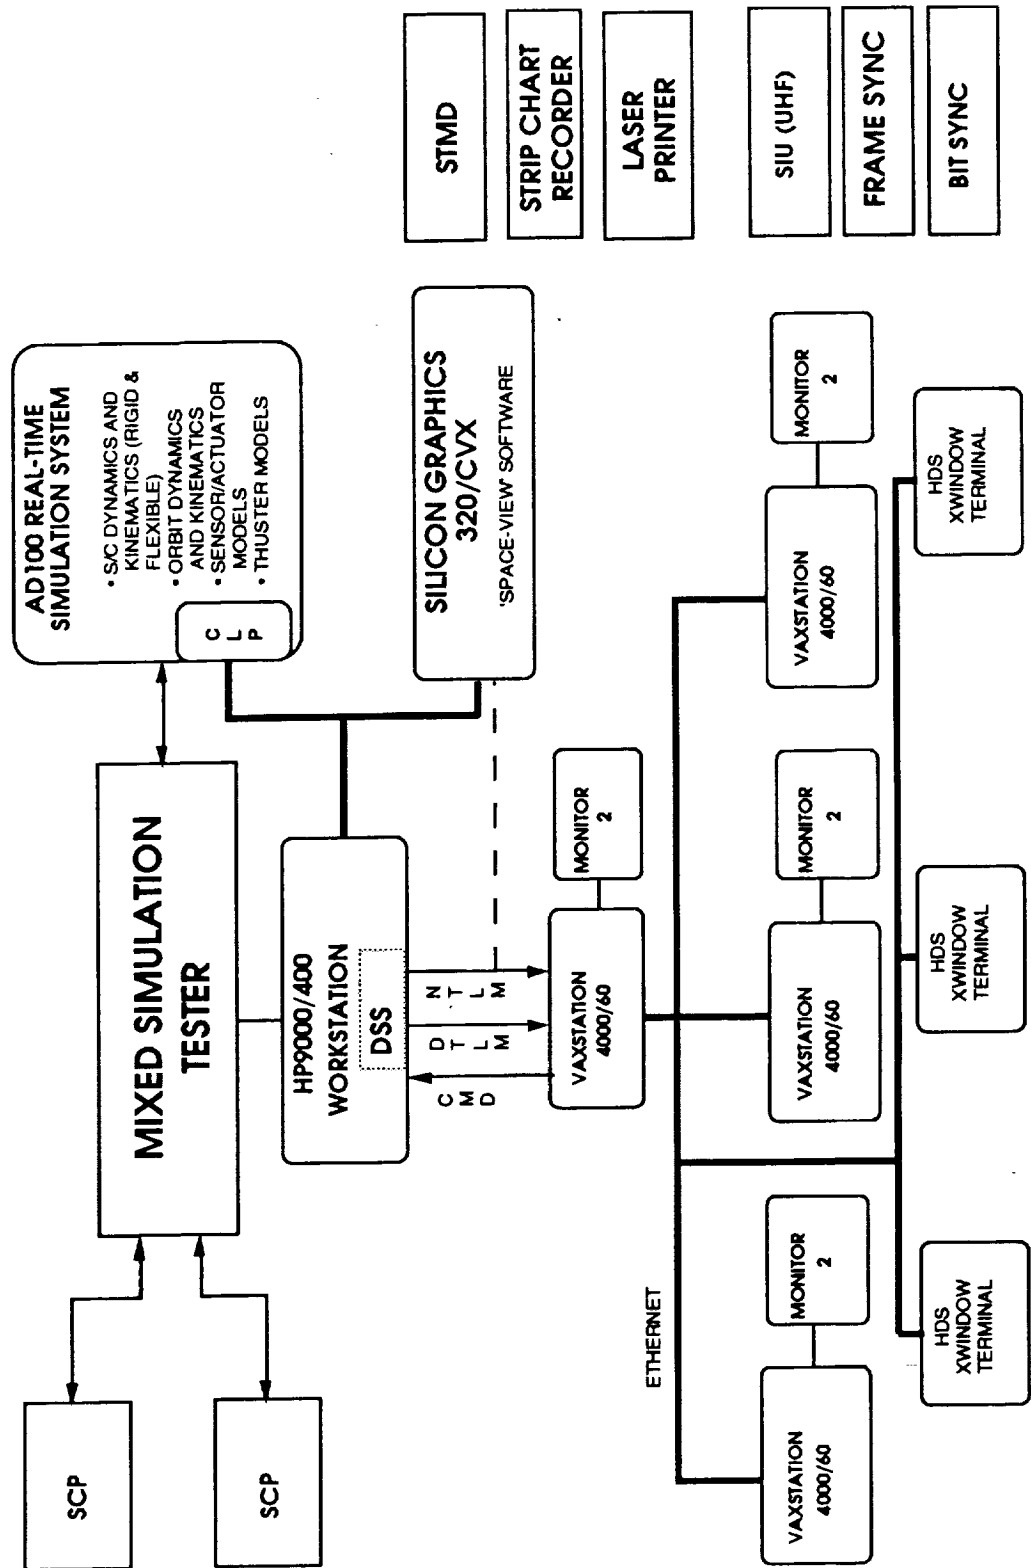 SCP
SCP
MIXED SIMULATION
TESTER
AD100 REAL-TIME
SIMULATION SYSTEM
• S/C DYNAMICS AND
KINEMATICS (RIGID &
FLEXIBLE)
• ORBIT DYNAMICS
AND KINEMATICS
• SENSOR/ACTUATOR
MODELS
• THUSTER MODELS
C
L
P
HP9000/400
WORKSTATION
DSS
C
M
D
D
T
L
M
N
T
L
M
SILICON GRAPHICS
320/CVX
'SPACE-VIEW' SOFTWARE
VAXSTATION
4000/60
MONITOR
2
ETHERNET
VAXSTATION
4000/60
MONITOR
2
VAXSTATION
4000/60
MONITOR
2
VAXSTATION
4000/60
MONITOR
2
HDS
XWINDOW
TERMINAL
HDS
XWINDOW
TERMINAL
HDS
XWINDOW
TERMINAL
STMD
STRIP CHART
RECORDER
LASER
PRINTER
SIU (UHF)
FRAME SYNC
BIT SYNC